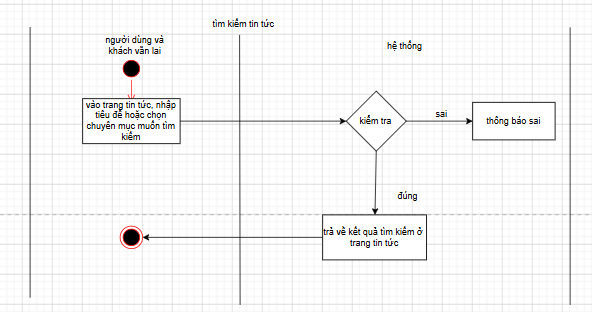 tìm kiếm tin tức
người dùng và
khách vãn lai
hệ thống
vào trang tin tức, nhập
tiêu đề hoặc chọn
chuyên mục muốn tìm
kiếm
kiểm tra
sai
thông báo sai
đúng
trả về kết quả tìm kiếm ở
trang tin tức